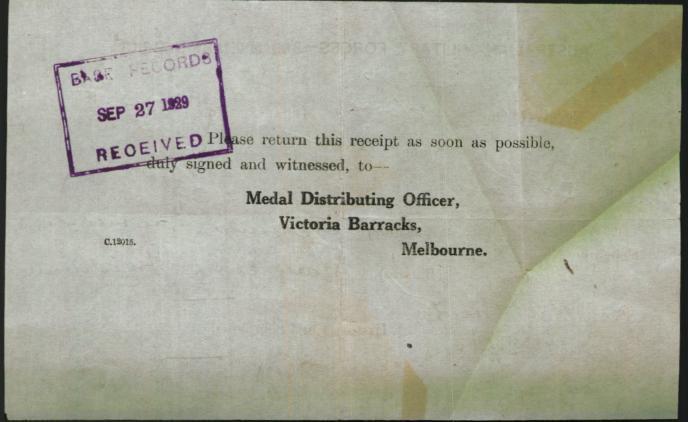 BASE RECORDS
SEP 27 1929
RECEIVED
Please return this receipt as soon as possible,
duly signed and witnessed, to—
Medal Distributing Officer,
Victoria Barracks,
Melbourne.
C.12015.